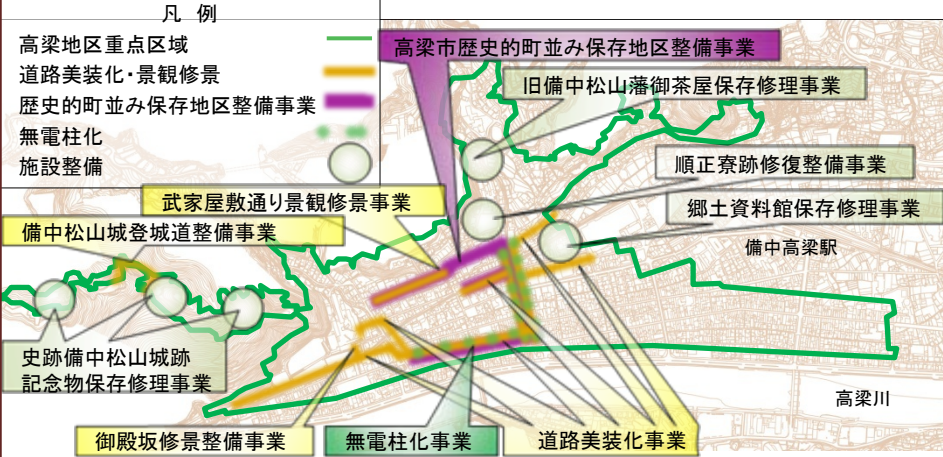 凡 例
高梁地区重点区域
道路美装化・景観修景
歴史的町並み保存地区整備事業
無電柱化
施設整備
高梁市歴史的町並み保存地区整備事業
旧備中松山藩御茶屋保存修理事業
順正寮跡修復整備事業
武家屋敷通り景観修景事業
郷土資料館保存修理事業
備中松山城登城道整備事業
備中高梁駅
史跡備中松山城跡
記念物保存修理事業
高梁川
御殿坂修景整備事業
無電柱化事業
道路美装化事業